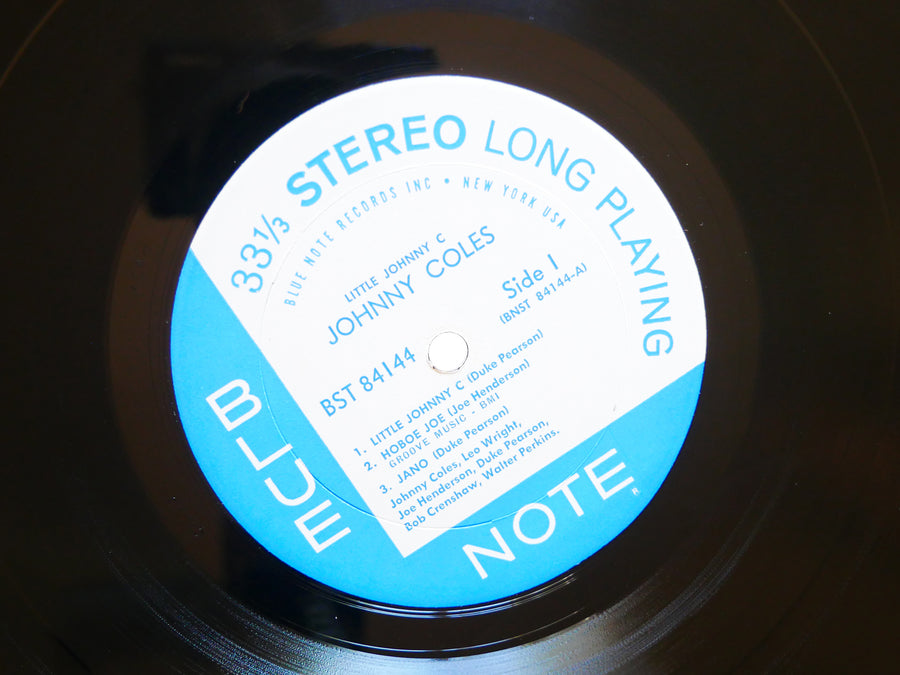 33⅓ STEREO LONG PLAYING
BLUE NOTE RECORDS INC • NEW YORK USA
LITTLE JOHNNY C
JOHNNY COLES
Side 1
BST 84144
(BNST 84144-A)
1. LITTLE JOHNNY C (Duke Pearson)
2. HOBOE JOE (Joe Henderson)
GROOVE MUSIC - BMI
3. JANO (Duke Pearson)
Johnny Coles, Leo Wright,
Joe Henderson, Duke Pearson,
Bob Crenshaw, Walter Perkins.
BLUE
NOTE
R